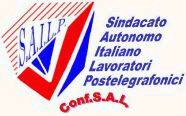 S.A.I.L.P.
Sindacato
Autonomo
Italiano
Lavoratori
Postelegrafonici
Conf.S.A.L.